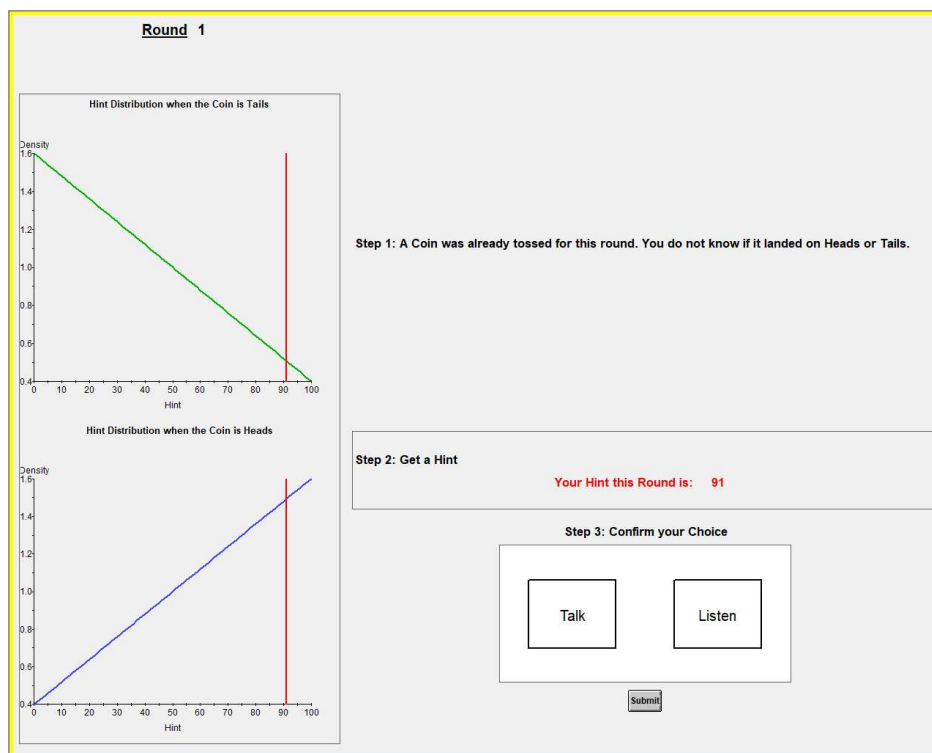 Round 1
Hint Distribution when the Coin is Tails
Density
1.6
1.4
1.2
1.0
0.8
0.6
0.4
0 10 20 30 40 50 60 70 80 90 100
Hint
Step 1: A Coin was already tossed for this round. You do not know if it landed on Heads or Tails.
Hint Distribution when the Coin is Heads
Density
1.6
1.4
1.2
1.0
0.8
0.6
0.4
0 10 20 30 40 50 60 70 80 90 100
Hint
Step 2: Get a Hint
Your Hint this Round is: 91
Step 3: Confirm your Choice
Talk Listen
Submit